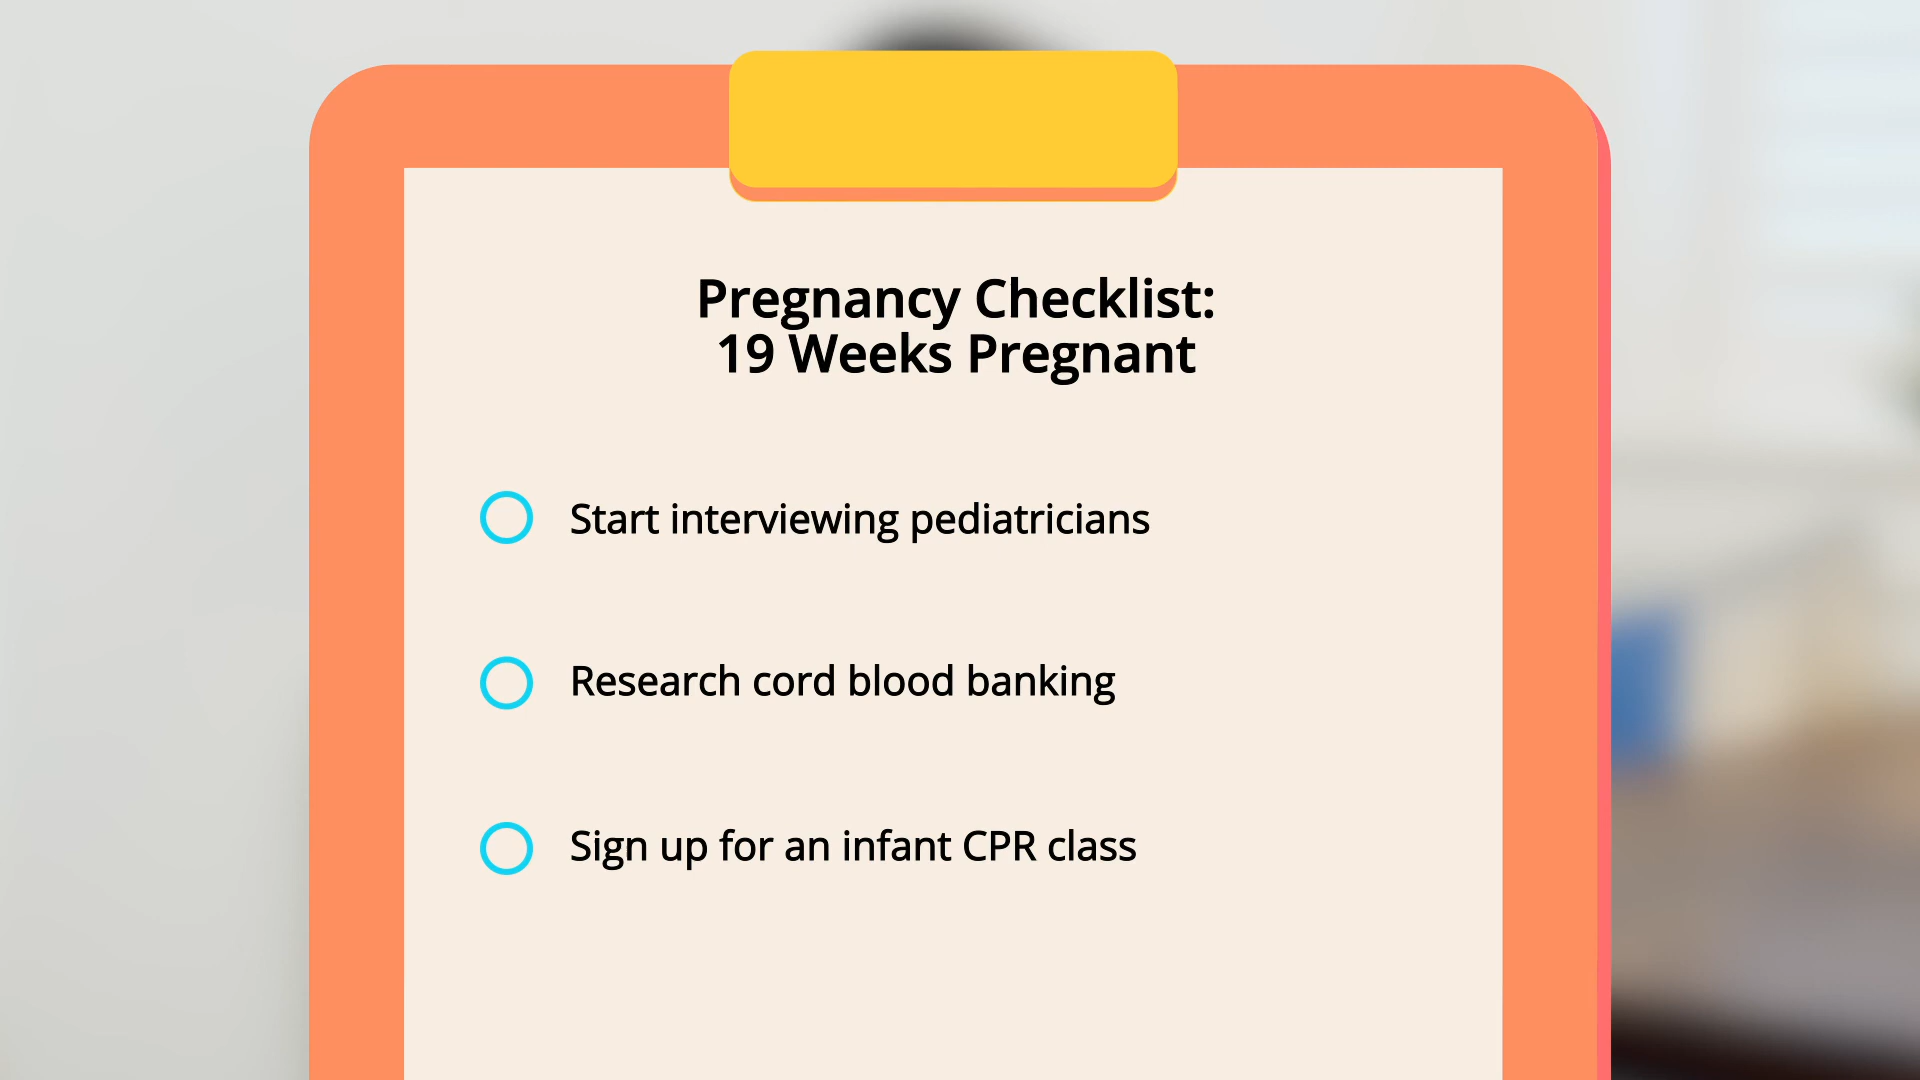 Pregnancy Checklist:
19 Weeks Pregnant
Start interviewing pediatricians
Research cord blood banking
Sign up for an infant CPR class